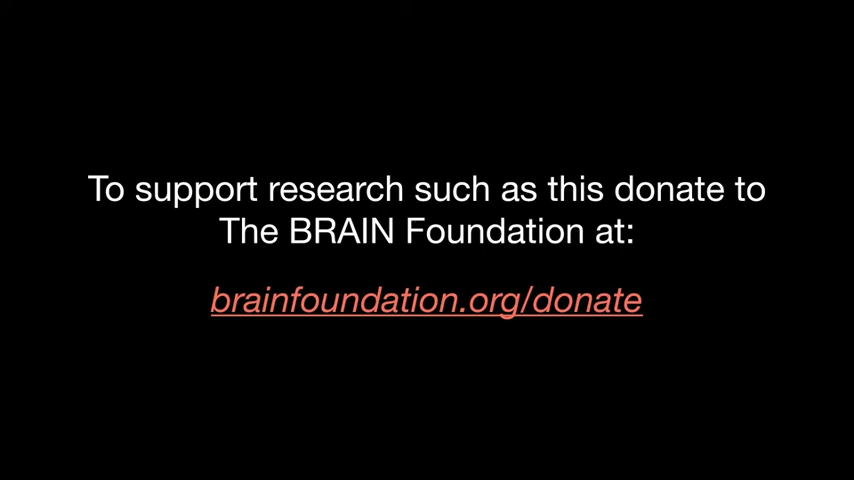 To support research such as this donate to
The BRAIN Foundation at:
brainfoundation.org/donate